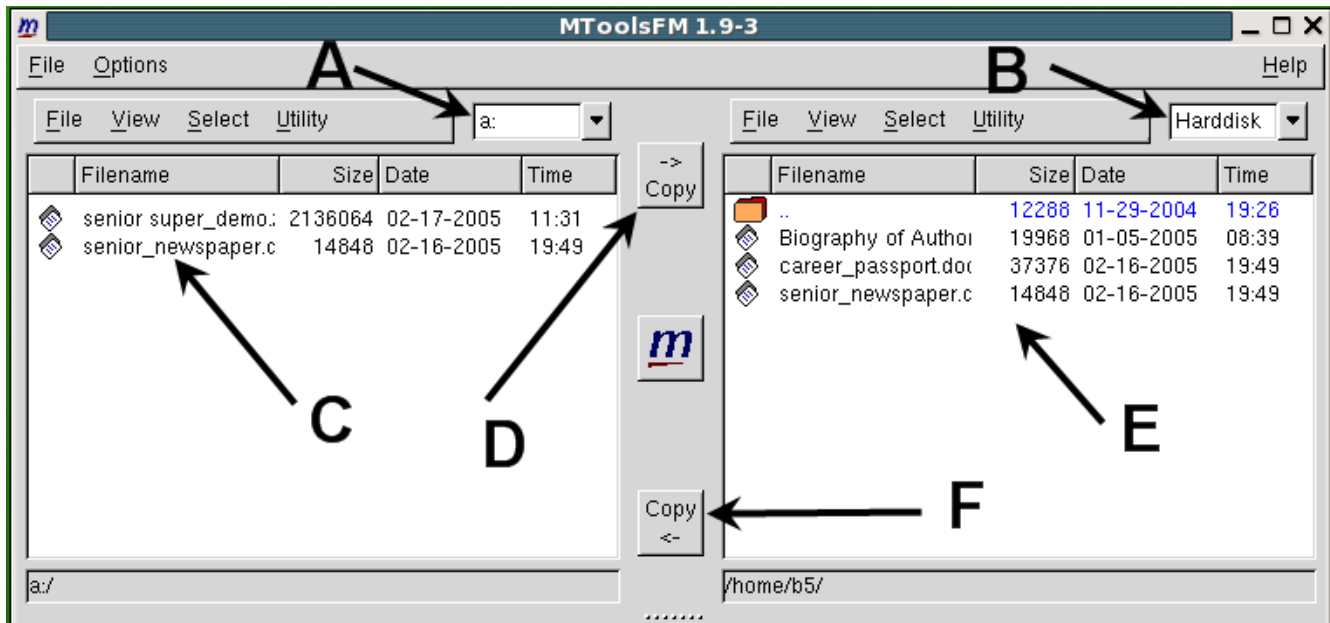 m MToolsFM 1.9-3
File Options Help
A B
File View Select Utility a:
File View Select Utility Harddisk
-> Copy
Filename Size Date Time
senior super_demo.: 2136064 02-17-2005 11:31
senior_newspaper.c 14848 02-16-2005 19:49
Filename Size Date Time
.. 12288 11-29-2004 19:26
Biography of Author 19968 01-05-2005 08:39
career_passport.doc 37376 02-16-2005 19:49
senior_newspaper.c 14848 02-16-2005 19:49
m
C D E
Copy
<-
F
a:/
/home/b5/